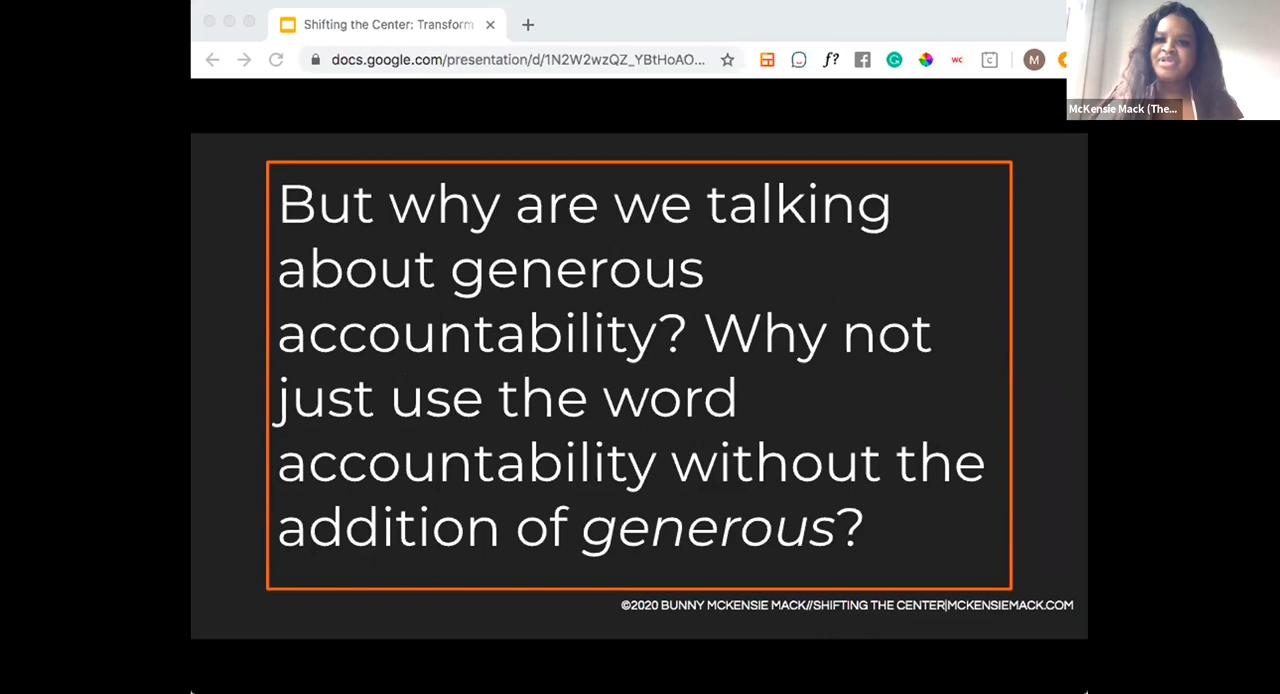 Shifting the Center: Transform
docs.google.com/presentation/d/1N2W2wzQZ_YBtHoAO...
f?
WC
C
M
McKensie Mack (The...
But why are we talking
about generous
accountability? Why not
just use the word
accountability without the
addition of generous?
©2020 BUNNY MCKENSIE MACK//SHIFTING THE CENTER|MCKENSIEMACK.COM